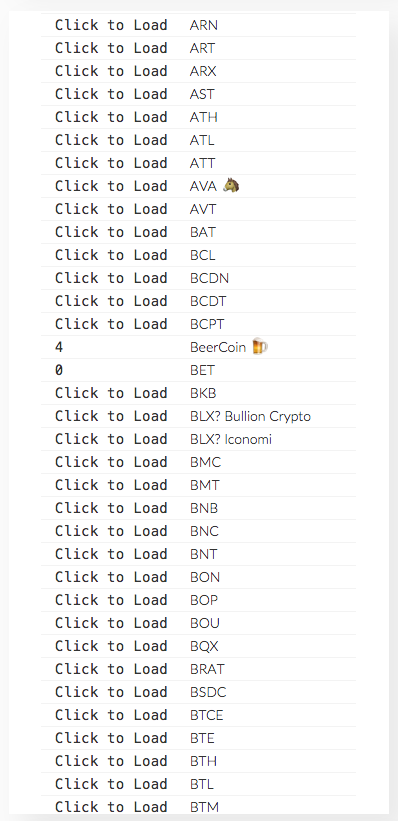 Click to Load ARN
Click to Load ART
Click to Load ARX
Click to Load AST
Click to Load ATH
Click to Load ATL
Click to Load ATT
Click to Load AVA 🐴
Click to Load AVT
Click to Load BAT
Click to Load BCL
Click to Load BCDN
Click to Load BCDT
Click to Load BCPT
4 BeerCoin 🍺
0 BET
Click to Load BKB
Click to Load BLX? Bullion Crypto
Click to Load BLX? Iconomi
Click to Load BMC
Click to Load BMT
Click to Load BNB
Click to Load BNC
Click to Load BNT
Click to Load BON
Click to Load BOP
Click to Load BOU
Click to Load BQX
Click to Load BRAT
Click to Load BSDC
Click to Load BTCE
Click to Load BTE
Click to Load BTH
Click to Load BTL
Click to Load BTM